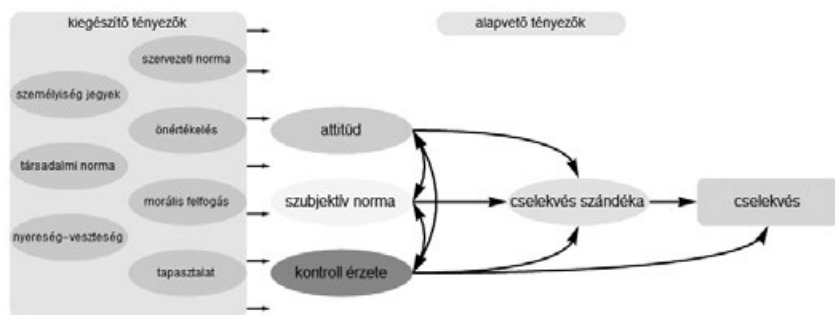 kiegészítő tényezők
alapvető tényezők
szervezeti norma
személyiség jegyek
önértékelés
attitűd
társadalmi norma
morális felfogás
szubjektív norma
cselekvés szándéka
cselekvés
nyereség-veszteség
tapasztalat
kontroll érzete